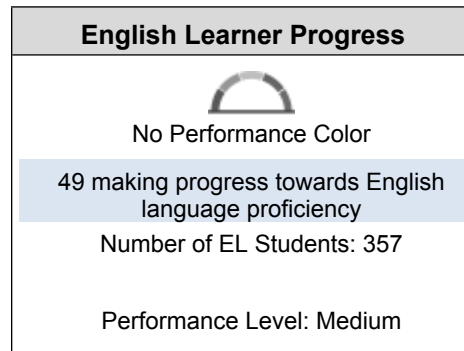 English Learner Progress
No Performance Color
49 making progress towards English
language proficiency
Number of EL Students: 357
Performance Level: Medium